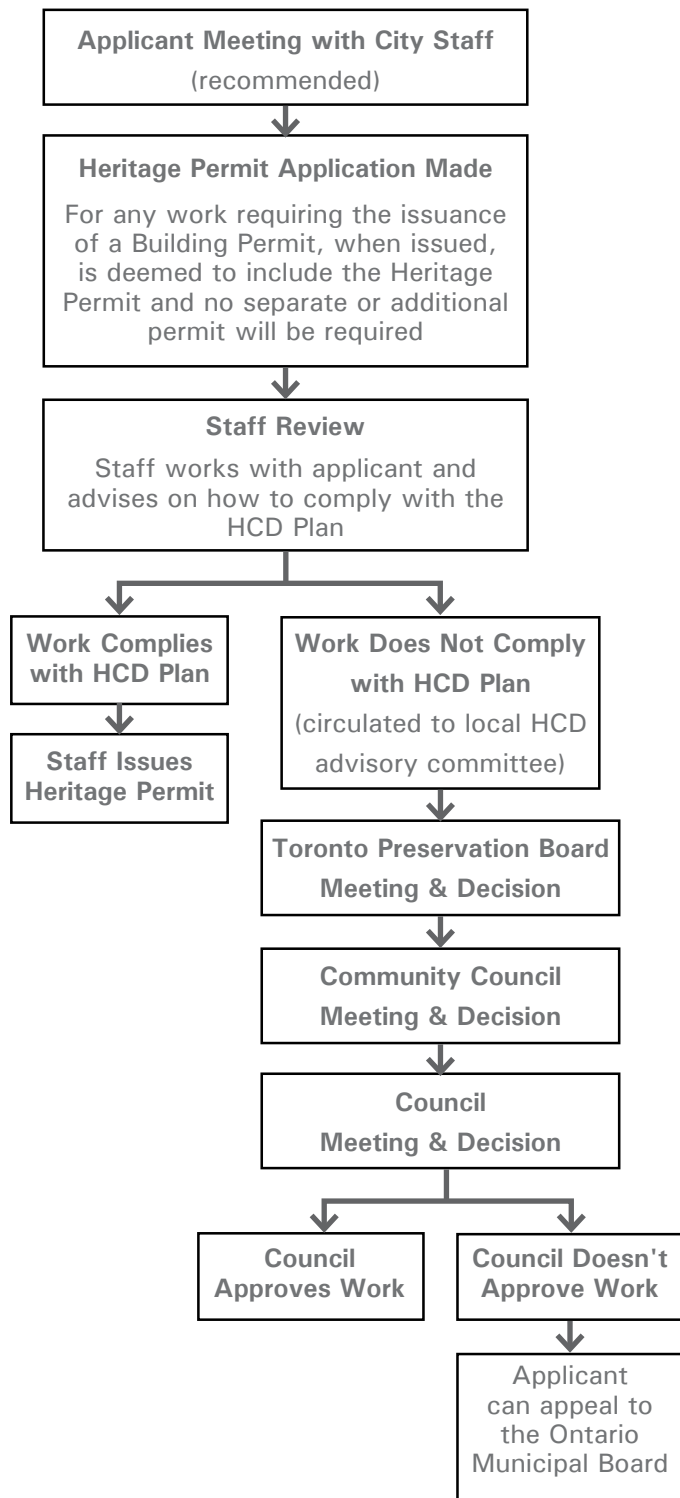 Applicant Meeting with City Staff
(recommended)
Heritage Permit Application Made
For any work requiring the issuance
of a Building Permit, when issued,
is deemed to include the Heritage
Permit and no separate or additional
permit will be required
Staff Review
Staff works with applicant and
advises on how to comply with the
HCD Plan
Work Complies
with HCD Plan
Staff Issues
Heritage Permit
Work Does Not Comply
with HCD Plan
(circulated to local HCD
advisory committee)
Toronto Preservation Board
Meeting & Decision
Community Council
Meeting & Decision
Council
Meeting & Decision
Council
Approves Work
Council Doesn't
Approve Work
Applicant
can appeal to
the Ontario
Municipal Board